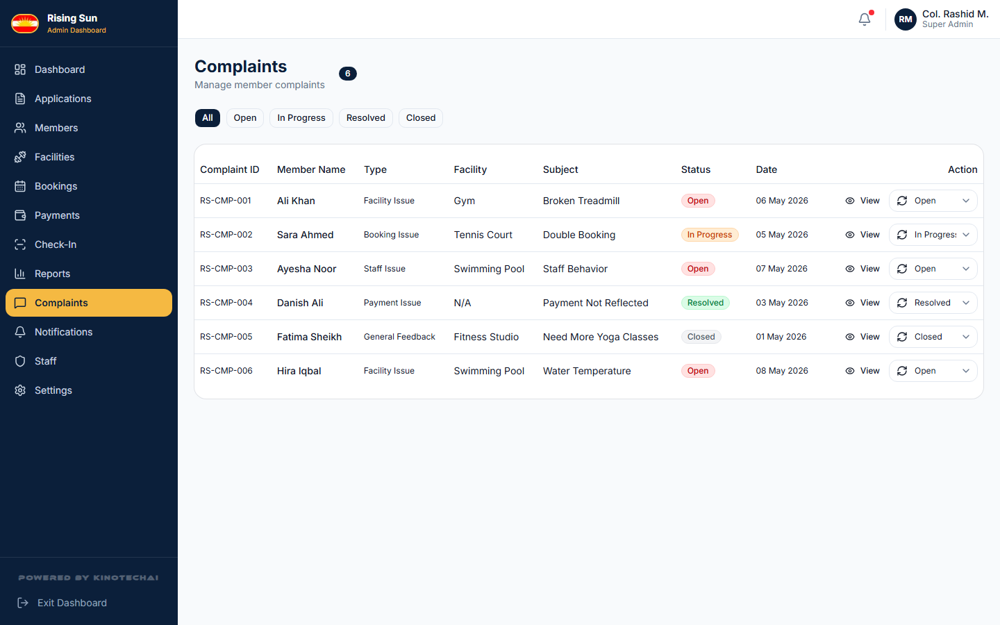 Rising Sun
Admin Dashboard
Dashboard
Applications
Members
Facilities
Bookings
Payments
Check-In
Reports
Complaints
Notifications
Staff
Settings
POWERED BY KINOTECHAI
Exit Dashboard
RM
Col. Rashid M.
Super Admin
Complaints
Manage member complaints
6
All Open In Progress Resolved Closed
Complaint ID Member Name Type Facility Subject Status Date Action
RS-CMP-001 Ali Khan Facility Issue Gym Broken Treadmill Open 06 May 2026 View Open
RS-CMP-002 Sara Ahmed Booking Issue Tennis Court Double Booking In Progress 05 May 2026 View In Progress
RS-CMP-003 Ayesha Noor Staff Issue Swimming Pool Staff Behavior Open 07 May 2026 View Open
RS-CMP-004 Danish Ali Payment Issue N/A Payment Not Reflected Resolved 03 May 2026 View Resolved
RS-CMP-005 Fatima Sheikh General Feedback Fitness Studio Need More Yoga Classes Closed 01 May 2026 View Closed
RS-CMP-006 Hira Iqbal Facility Issue Swimming Pool Water Temperature Open 08 May 2026 View Open